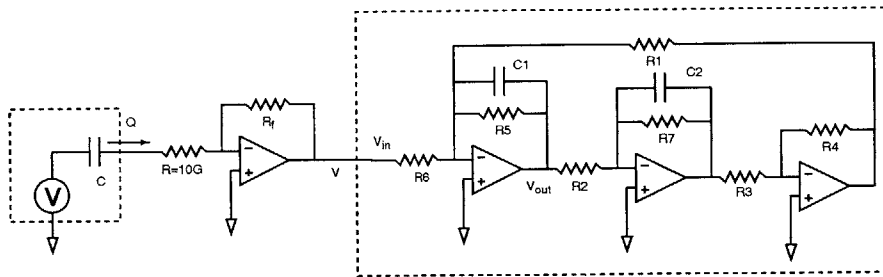 R1
C1
C2
Q
Rf
R5
R7
R4
Vin
V
C
R=10G
V
R6
Vout
R2
R3
−
+
−
+
−
+
−
+